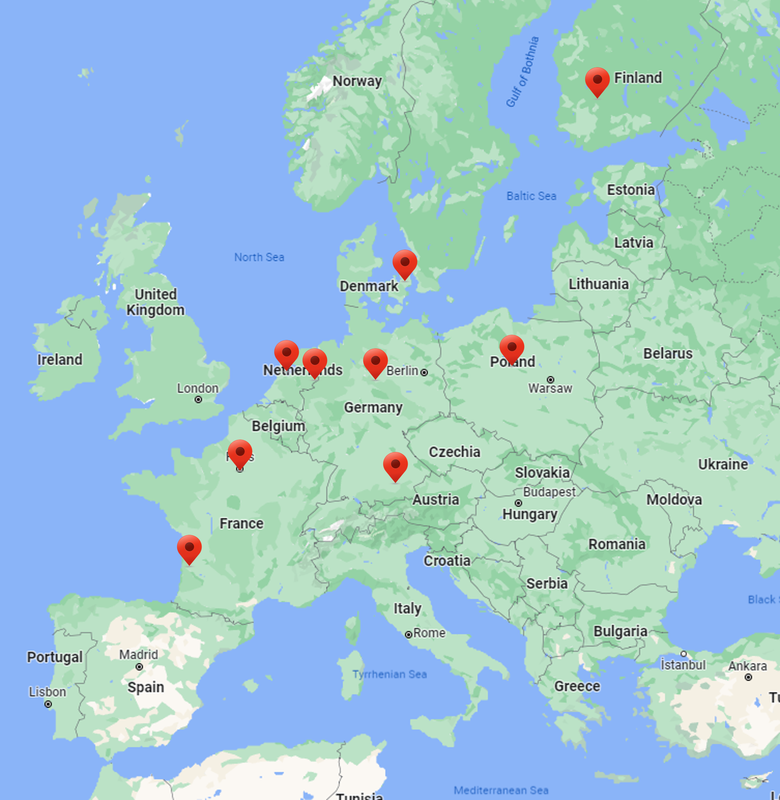 Norway
Finland
Gulf of Bothnia
Estonia
Baltic Sea
Latvia
North Sea
Denmark
Lithuania
United
Kingdom
Ireland
Belarus
Poland
Netherlands
Berlin
London
Warsaw
Germany
Belgium
Czechia
Ukraine
Slovakia
Budapest
Austria
Moldova
Hungary
France
Romania
Croatia
Serbia
Black
Italy
Rome
Bulgaria
Portugal
Madrid
İstanbul
Ankara
Tyrrhenian Sea
Spain
Greece
Lisbon
Mediterranean Sea
Tunisia